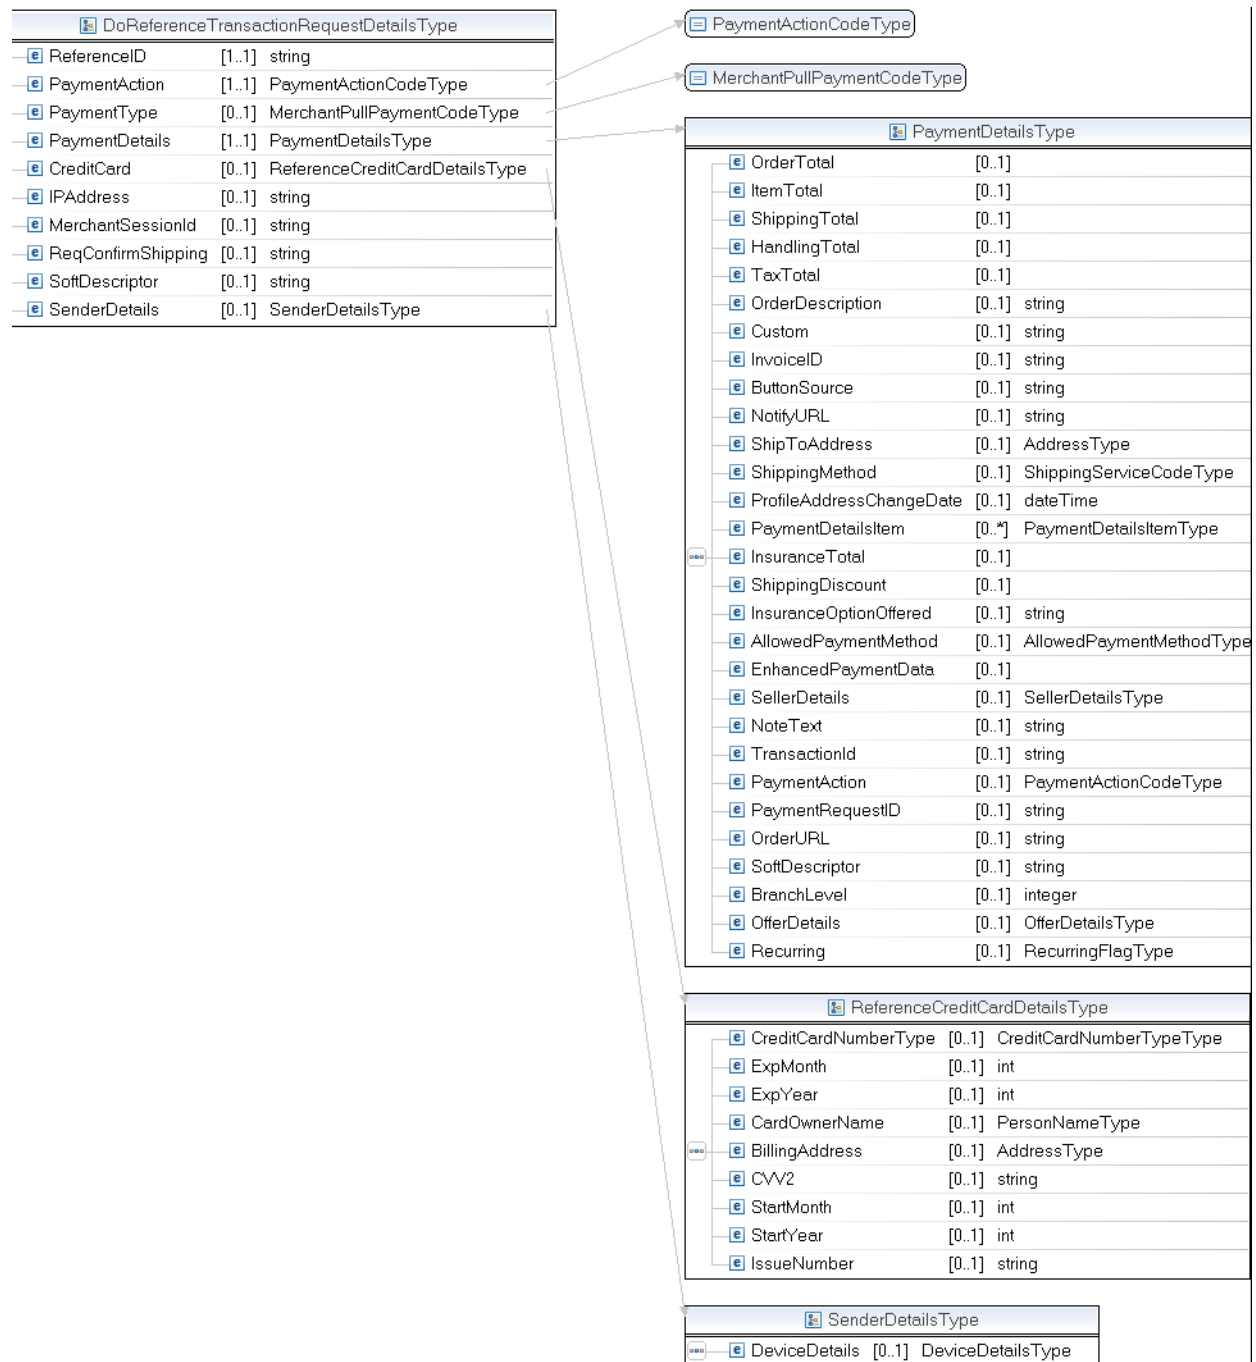 DoReferenceTransactionRequestDetailsType
ReferenceID [1..1] string
PaymentAction [1..1] PaymentActionCodeType
PaymentType [0..1] MerchantPullPaymentCodeType
PaymentDetails [1..1] PaymentDetailsType
CreditCard [0..1] ReferenceCreditCardDetailsType
IPAddress [0..1] string
MerchantSessionId [0..1] string
ReqConfirmShipping [0..1] string
SoftDescriptor [0..1] string
SenderDetails [0..1] SenderDetailsType
PaymentActionCodeType
MerchantPullPaymentCodeType
PaymentDetailsType
OrderTotal [0..1]
ItemTotal [0..1]
ShippingTotal [0..1]
HandlingTotal [0..1]
TaxTotal [0..1]
OrderDescription [0..1] string
Custom [0..1] string
InvoiceID [0..1] string
ButtonSource [0..1] string
NotifyURL [0..1] string
ShipToAddress [0..1] AddressType
ShippingMethod [0..1] ShippingServiceCodeType
ProfileAddressChangeDate [0..1] dateTime
PaymentDetailsItem [0..*] PaymentDetailsItemType
InsuranceTotal [0..1]
ShippingDiscount [0..1]
InsuranceOptionOffered [0..1] string
AllowedPaymentMethod [0..1] AllowedPaymentMethodType
EnhancedPaymentData [0..1]
SellerDetails [0..1] SellerDetailsType
NoteText [0..1] string
TransactionId [0..1] string
PaymentAction [0..1] PaymentActionCodeType
PaymentRequestID [0..1] string
OrderURL [0..1] string
SoftDescriptor [0..1] string
BranchLevel [0..1] integer
OfferDetails [0..1] OfferDetailsType
Recurring [0..1] RecurringFlagType
ReferenceCreditCardDetailsType
CreditCardNumberType [0..1] CreditCardNumberTypeType
ExpMonth [0..1] int
ExpYear [0..1] int
CardOwnerName [0..1] PersonNameType
BillingAddress [0..1] AddressType
CVV2 [0..1] string
StartMonth [0..1] int
StartYear [0..1] int
IssueNumber [0..1] string
SenderDetailsType
DeviceDetails [0..1] DeviceDetailsType